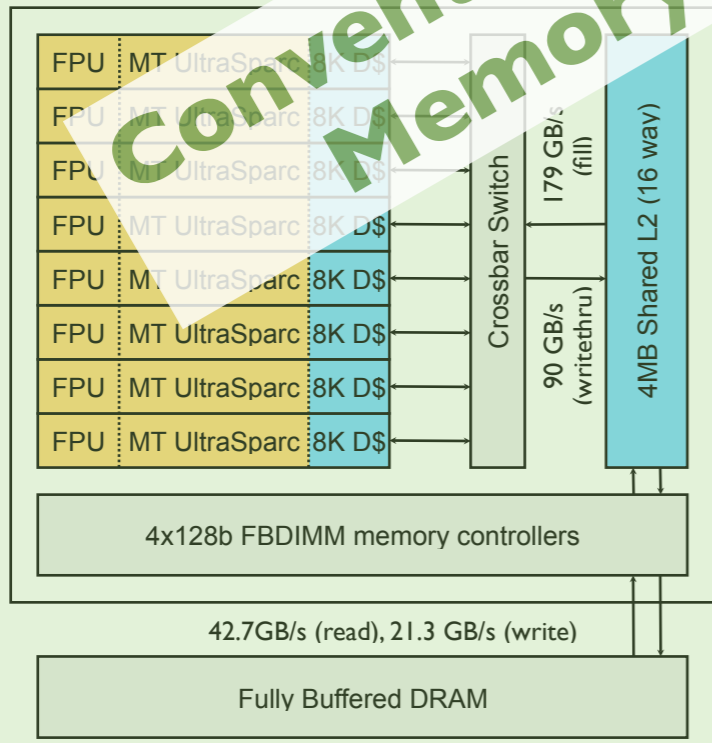 Conven
Memory
FPU MT UltraSparc 8K D$
FPU MT UltraSparc 8K D$
FPU MT UltraSparc 8K D$
FPU MT UltraSparc 8K D$
FPU MT UltraSparc 8K D$
FPU MT UltraSparc 8K D$
FPU MT UltraSparc 8K D$
FPU MT UltraSparc 8K D$
Crossbar Switch
179 GB/s
(fill)
90 GB/s
(writethru)
4MB Shared L2 (16 way)
4x128b FBDIMM memory controllers
42.7GB/s (read), 21.3 GB/s (write)
Fully Buffered DRAM